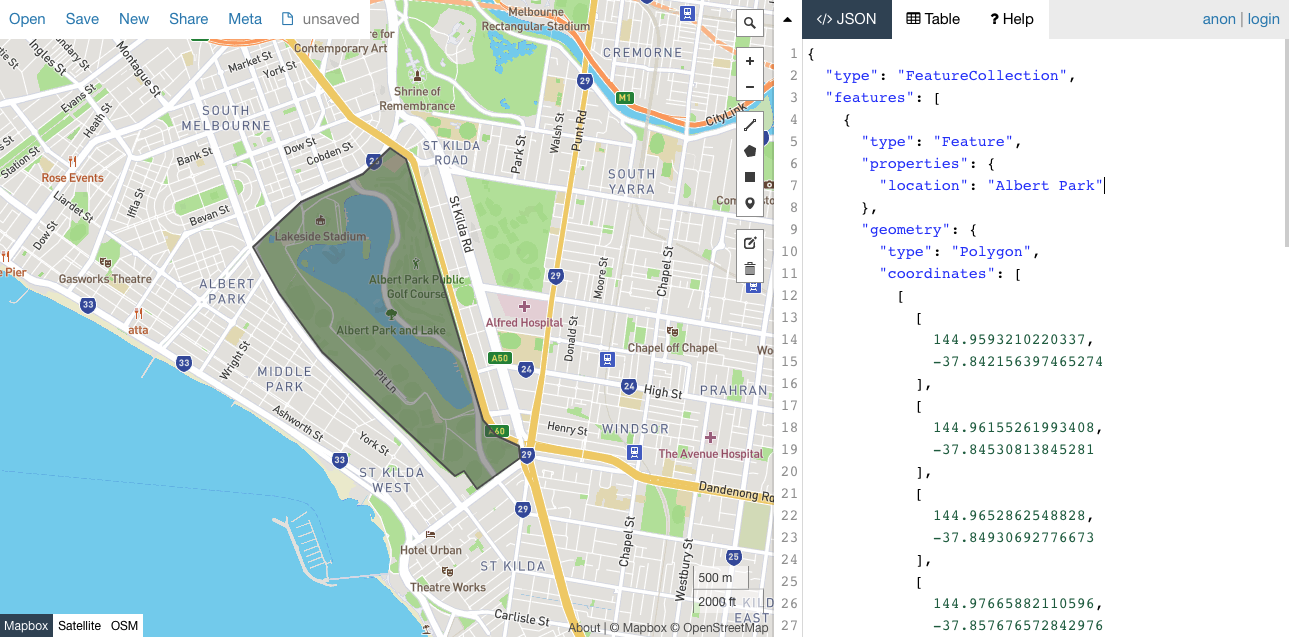 Open Save New Share Meta unsaved
JSON Table ? Help anon | login
Melbourne
Rectangular Stadium
Contemporary Art
CREMORNE
Market St
York St
Montague St
Ingles St
Evans St
Heath St
Station St
SOUTH
MELBOURNE
Shrine of
Remembrance
29
M1
CityLink
Walsh St
Punt Rd
Park St
Dow St
Cobden St
Bank St
ST KILDA
ROAD
SOUTH
YARRA
Rose Events
Liardet St
Iffla St
Bevan St
Dow St
Lakeside Stadium
St Kilda Rd
Moore St
Chapel St
Gasworks Theatre
ALBERT
PARK
Albert Park Public
Golf Course
29
33
atta
Albert Park and Lake
Alfred Hospital
Donald St
Chapel off Chapel
33
Wright St
MIDDLE
PARK
Pit Ln
A50
24
24
High St
PRAHRAN
Ashworth St
York St
Henry St
WINDSOR
The Avenue Hospital
33
29
ST KILDA
WEST
Dandenong Rd
29
Chapel St
Westbury St
Hotel Urban
ST KILDA
25
Theatre Works
500 m
2000 ft
Carlisle St
EAST
Mapbox Satellite OSM
About | © Mapbox © OpenStreetMap
1 {
2 "type": "FeatureCollection",
3 "features": [
4 {
5 "type": "Feature",
6 "properties": {
7 "location": "Albert Park"
8 },
9 "geometry": {
10 "type": "Polygon",
11 "coordinates": [
12 [
13 [
14 144.9593210220337,
15 -37.842156397465274
16 ],
17 [
18 144.96155261993408,
19 -37.84530813845281
20 ],
21 [
22 144.9652862548828,
23 -37.84930692776673
24 ],
25 [
26 144.97665882110596,
27 -37.857676572842976